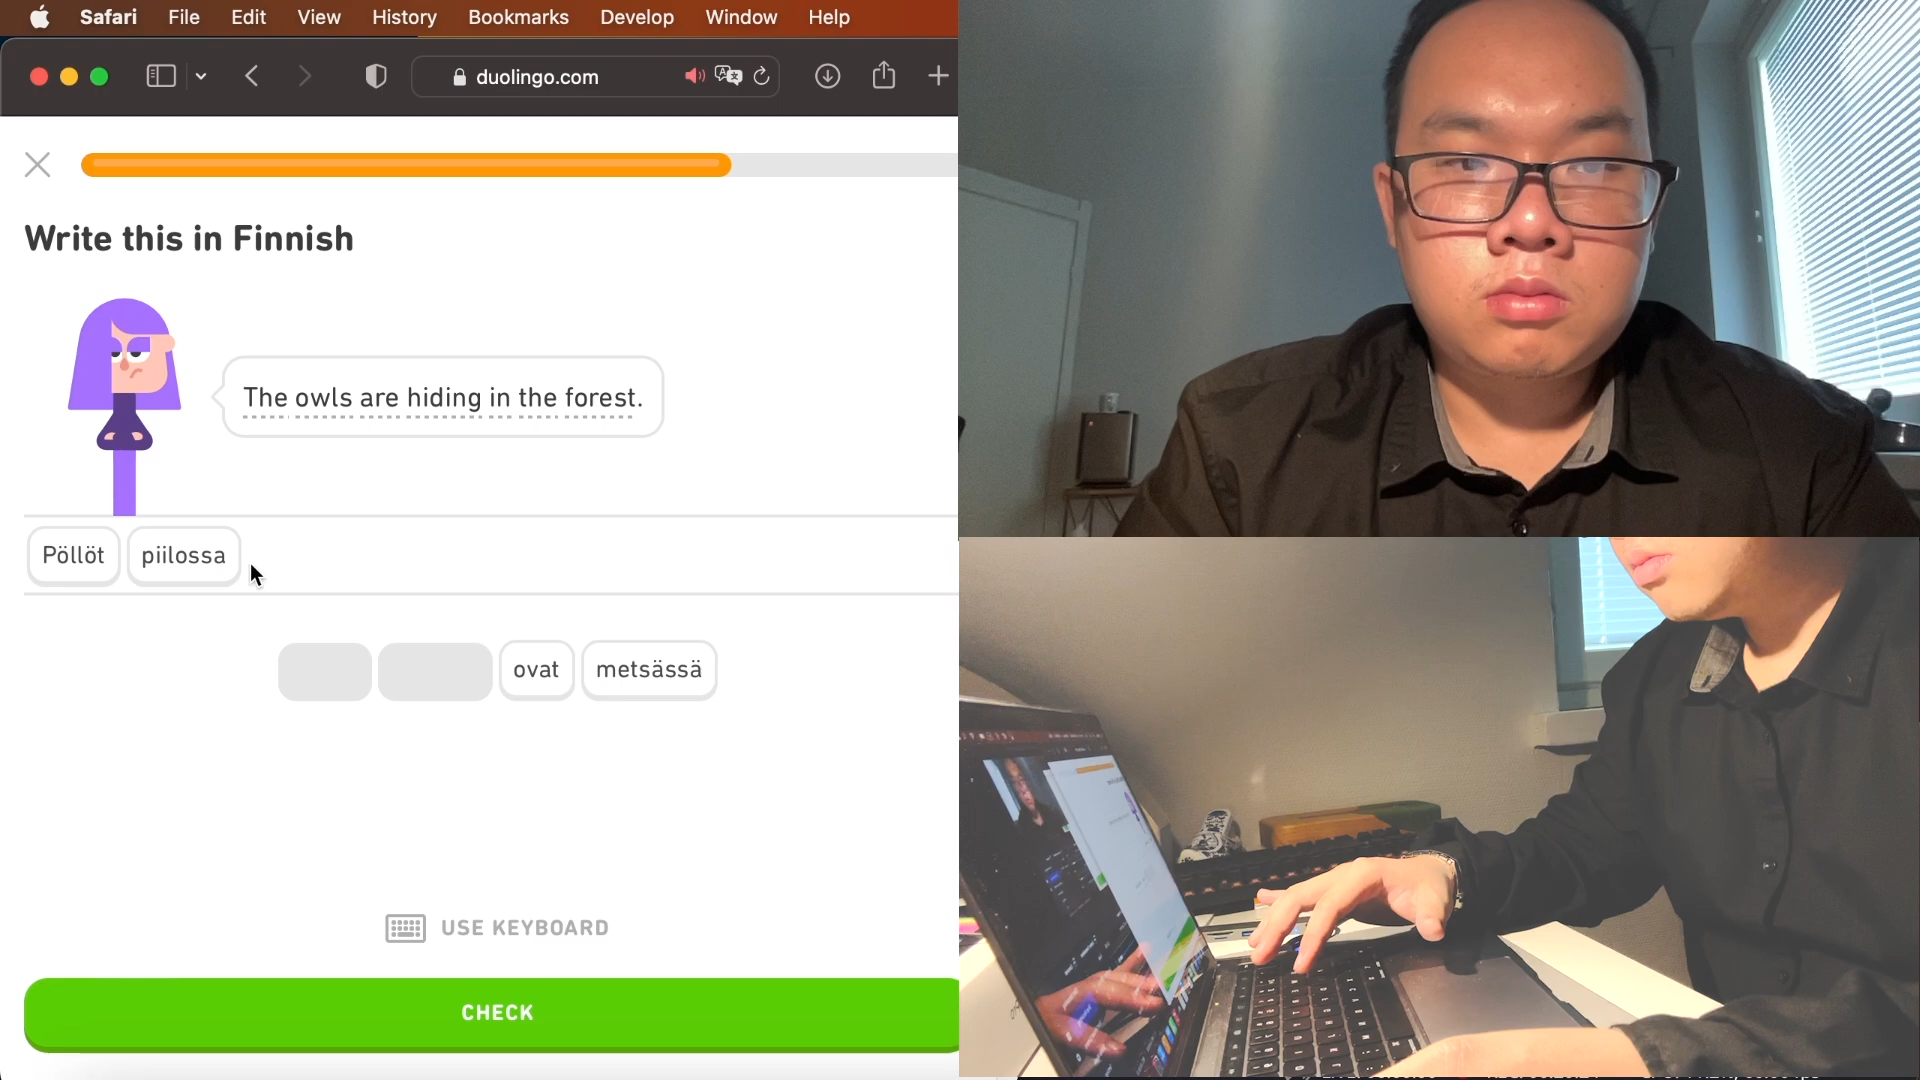 Safari File Edit View History Bookmarks Develop Window Help
duolingo.com
Write this in Finnish
The owls are hiding in the forest.
Pöllöt piilossa
ovat metsässä
USE KEYBOARD
CHECK